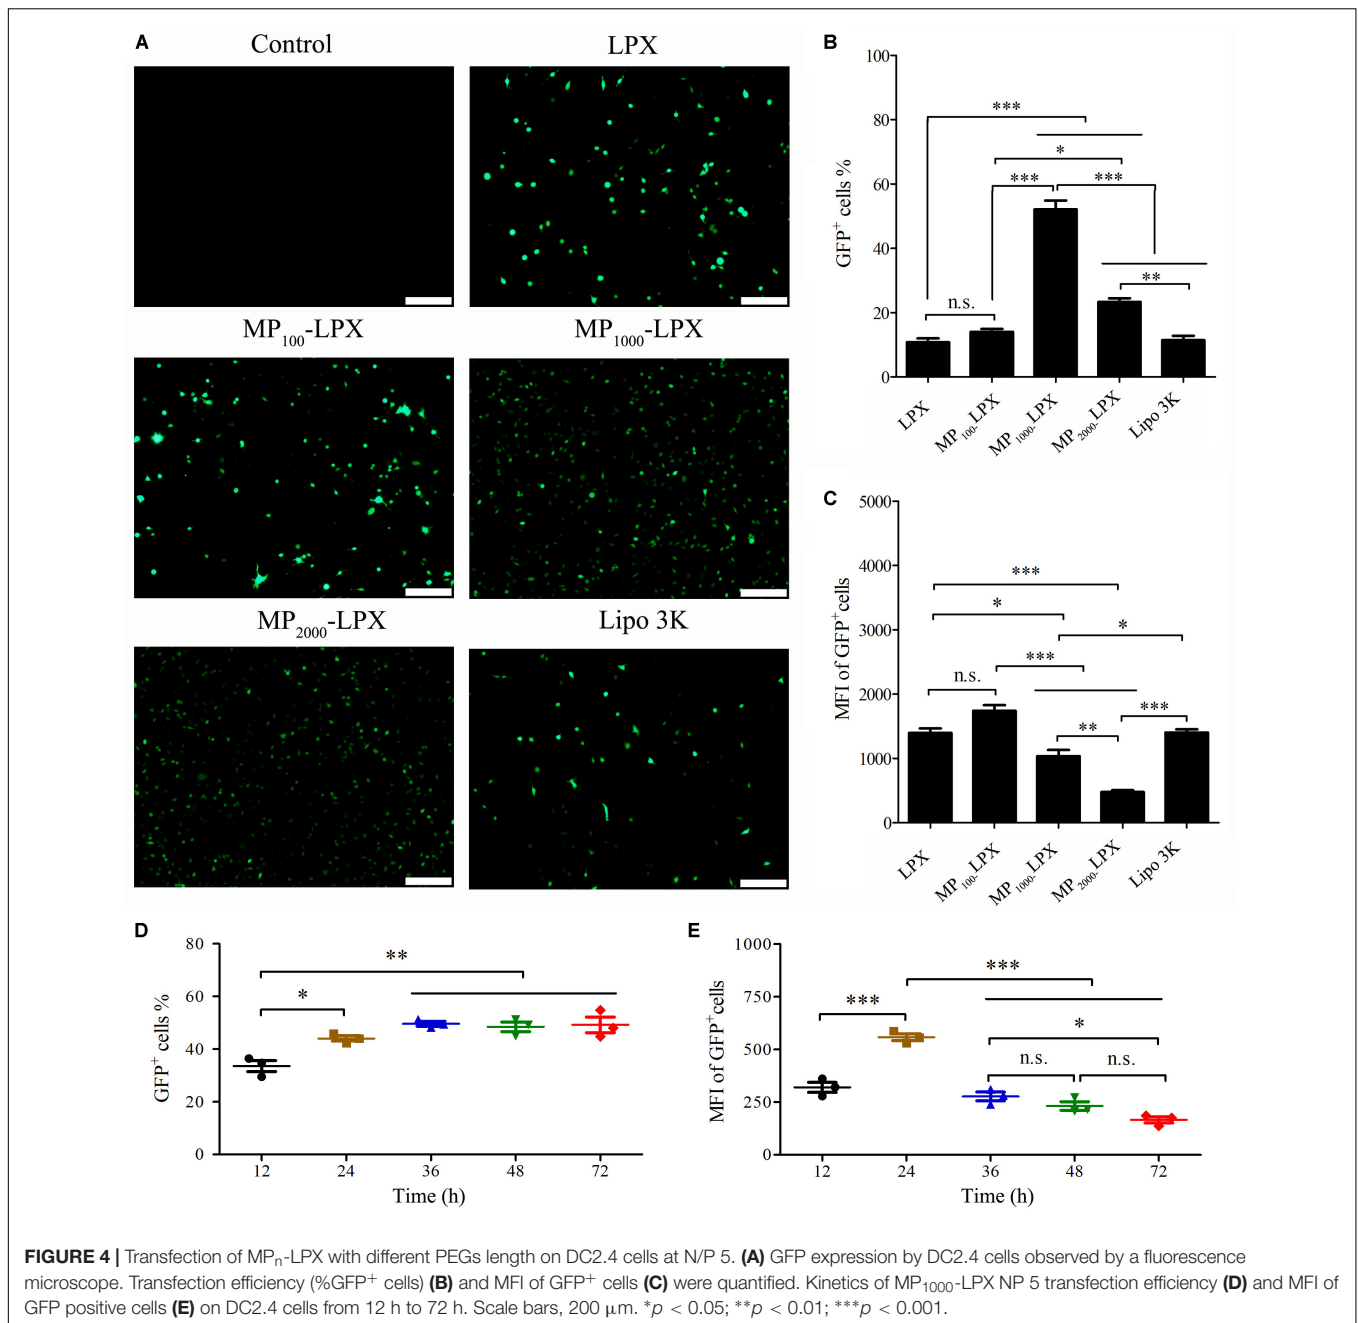 A
Control
LPX
MP100-LPX
MP1000-LPX
MP2000-LPX
Lipo 3K
B
GFP+ cells %
100
80
60
40
20
0
***
*
***
***
**
n.s.
LPX
MP100-LPX
MP1000-LPX
MP2000-LPX
Lipo 3K
C
MFI of GFP+cells
5000
4000
3000
2000
1000
0
***
*
*
***
n.s.
***
**
LPX
MP100-LPX
MP1000-LPX
MP2000-LPX
Lipo 3K
D
GFP+ cells %
80
60
40
20
0
**
*
12 24 36 48 72
Time (h)
E
MFI of GFP+cells
1000
750
500
250
0
***
***
*
n.s. n.s.
12 24 36 48 72
Time (h)
FIGURE 4 | Transfection of MPn-LPX with different PEGs length on DC2.4 cells at N/P 5. (A) GFP expression by DC2.4 cells observed by a fluorescence
microscope. Transfection efficiency (%GFP+ cells) (B) and MFI of GFP+ cells (C) were quantified. Kinetics of MP1000-LPX NP 5 transfection efficiency (D) and MFI of
GFP positive cells (E) on DC2.4 cells from 12 h to 72 h. Scale bars, 200 μm. *p < 0.05; **p < 0.01; ***p < 0.001.